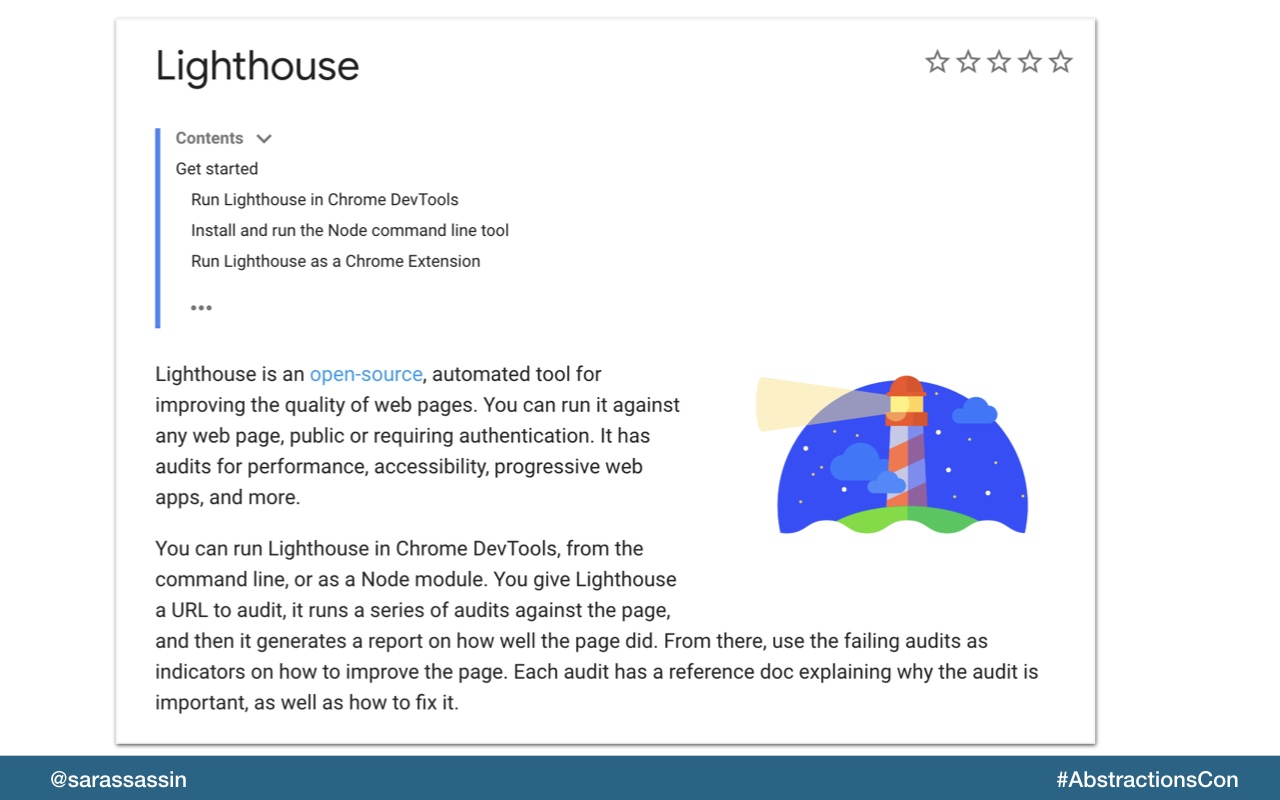 Lighthouse
Contents
Get started
Run Lighthouse in Chrome DevTools
Install and run the Node command line tool
Run Lighthouse as a Chrome Extension
•••
Lighthouse is an open-source, automated tool for
improving the quality of web pages. You can run it against
any web page, public or requiring authentication. It has
audits for performance, accessibility, progressive web
apps, and more.
You can run Lighthouse in Chrome DevTools, from the
command line, or as a Node module. You give Lighthouse
a URL to audit, it runs a series of audits against the page,
and then it generates a report on how well the page did. From there, use the failing audits as
indicators on how to improve the page. Each audit has a reference doc explaining why the audit is
important, as well as how to fix it.
@sarassassin
#AbstractionsCon